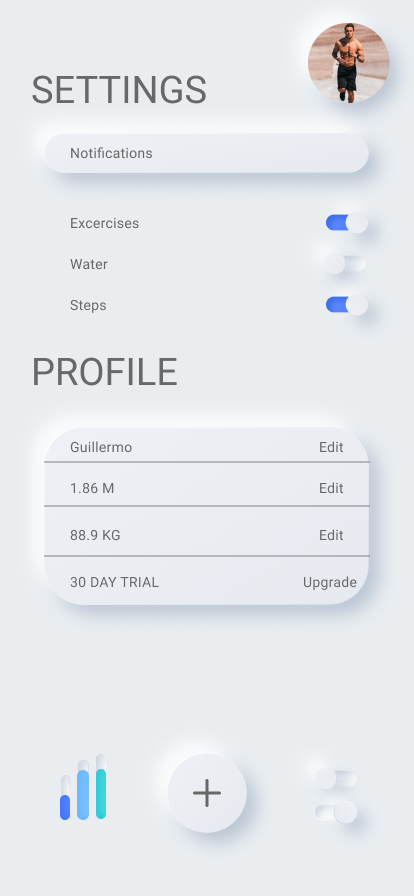 SETTINGS
Notifications
Excercises
Water
Steps
PROFILE
Guillermo Edit
1.86 M Edit
88.9 KG Edit
30 DAY TRIAL Upgrade